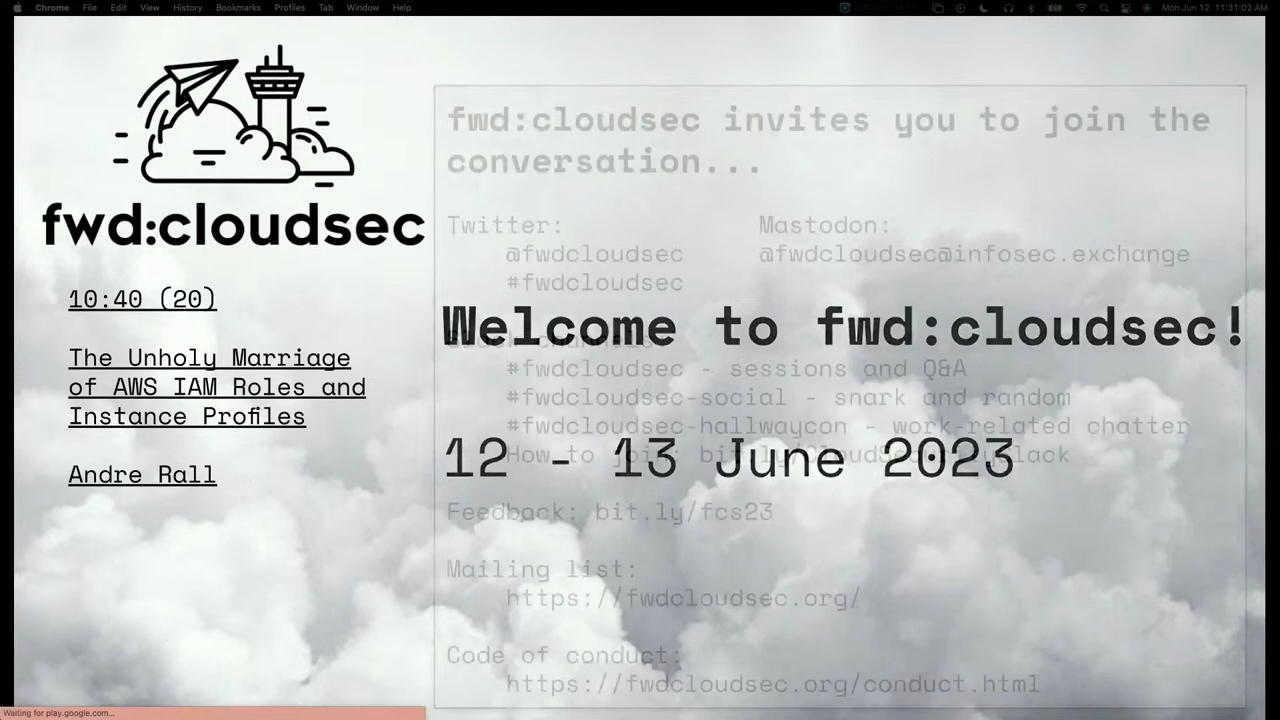 Chrome File Edit View History Bookmarks Profiles Tab Window Help
Mon Jun 12 11:31:02 AM
fwd:cloudsec
10:40 (20)
The Unholy Marriage
of AWS IAM Roles and
Instance Profiles
Andre Rall
fwd:cloudsec invites you to join the
conversation...
Twitter: Mastodon:
@fwdcloudsec @fwdcloudsec@infosec.exchange
#fwdcloudsec
Welcome to fwd:cloudsec!
#fwdcloudsec - sessions and Q&A
#fwdcloudsec-social - snark and random
#fwdcloudsec-hallwaycon - work-related chatter
12 - 13 June 2023
How to join:
Feedback: bit.ly/fcs23
Mailing list:
https://fwdcloudsec.org/
Code of conduct:
https://fwdcloudsec.org/conduct.html
Waiting for play.google.com...